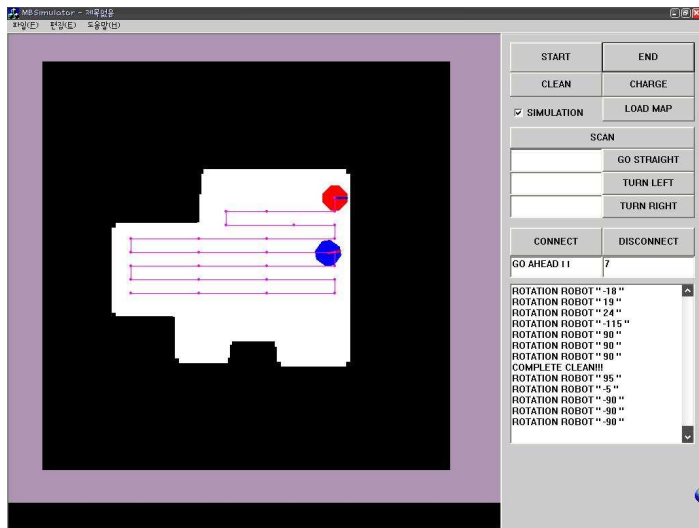 MBSimulator - 제목없음
파일(F) 편집(E) 도움말(H)
START END
CLEAN CHARGE
SIMULATION LOAD MAP
SCAN
GO STRAIGHT
TURN LEFT
TURN RIGHT
CONNECT DISCONNECT
GO AHEAD ! ! 7
ROTATION ROBOT " -18 "
ROTATION ROBOT " 19 "
ROTATION ROBOT " 24 "
ROTATION ROBOT " -115 "
ROTATION ROBOT " 90 "
ROTATION ROBOT " 90 "
ROTATION ROBOT " 90 "
COMPLETE CLEAN!!!
ROTATION ROBOT " 95 "
ROTATION ROBOT " -5 "
ROTATION ROBOT " -90 "
ROTATION ROBOT " -90 "
ROTATION ROBOT " -90 "